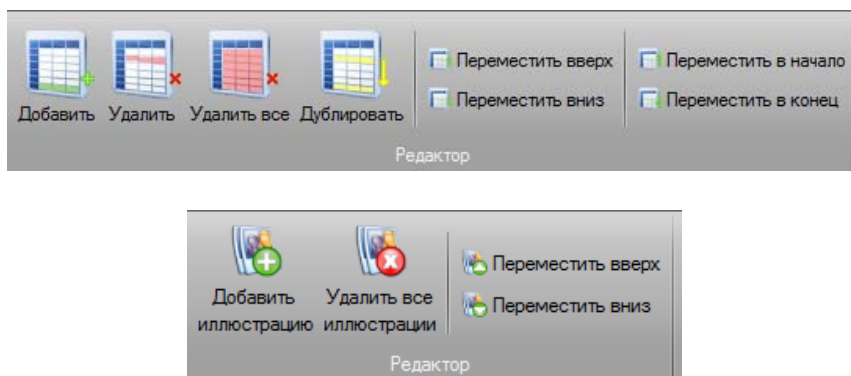 Переместить вверх Переместить в начало
Переместить вниз Переместить в конец
Добавить Удалить Удалить все Дублировать
Редактор
Переместить вверх
Переместить вниз
Добавить Удалить все
иллюстрацию иллюстрации
Редактор